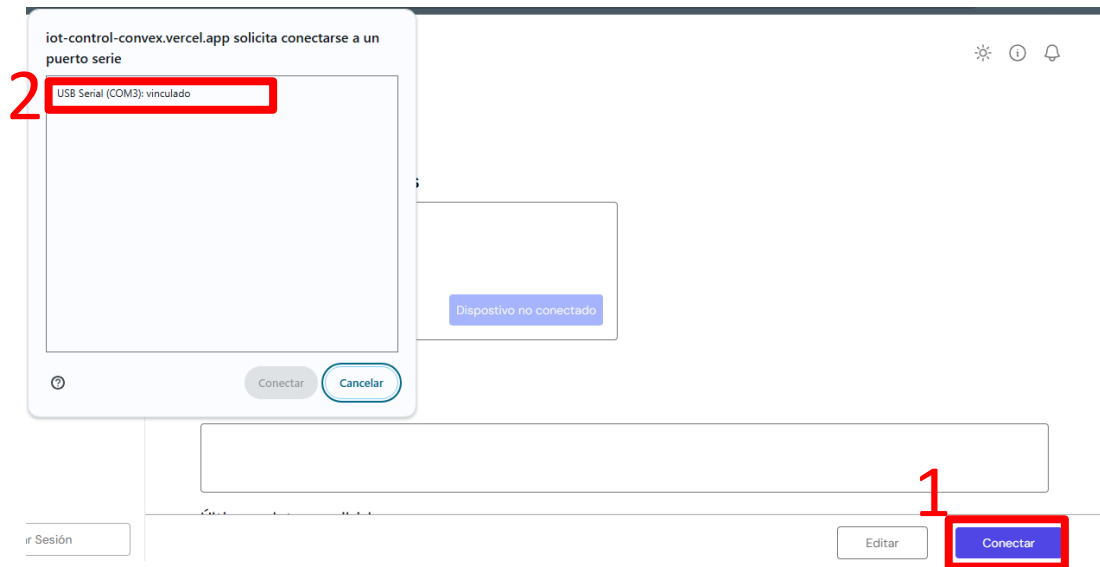 iot-control-convex.vercel.app solicita conectarse a un
puerto serie
2
USB Serial (COM3): vinculado
Dispostivo no conectado
Conectar
Cancelar
1
Sesión
Editar
Conectar